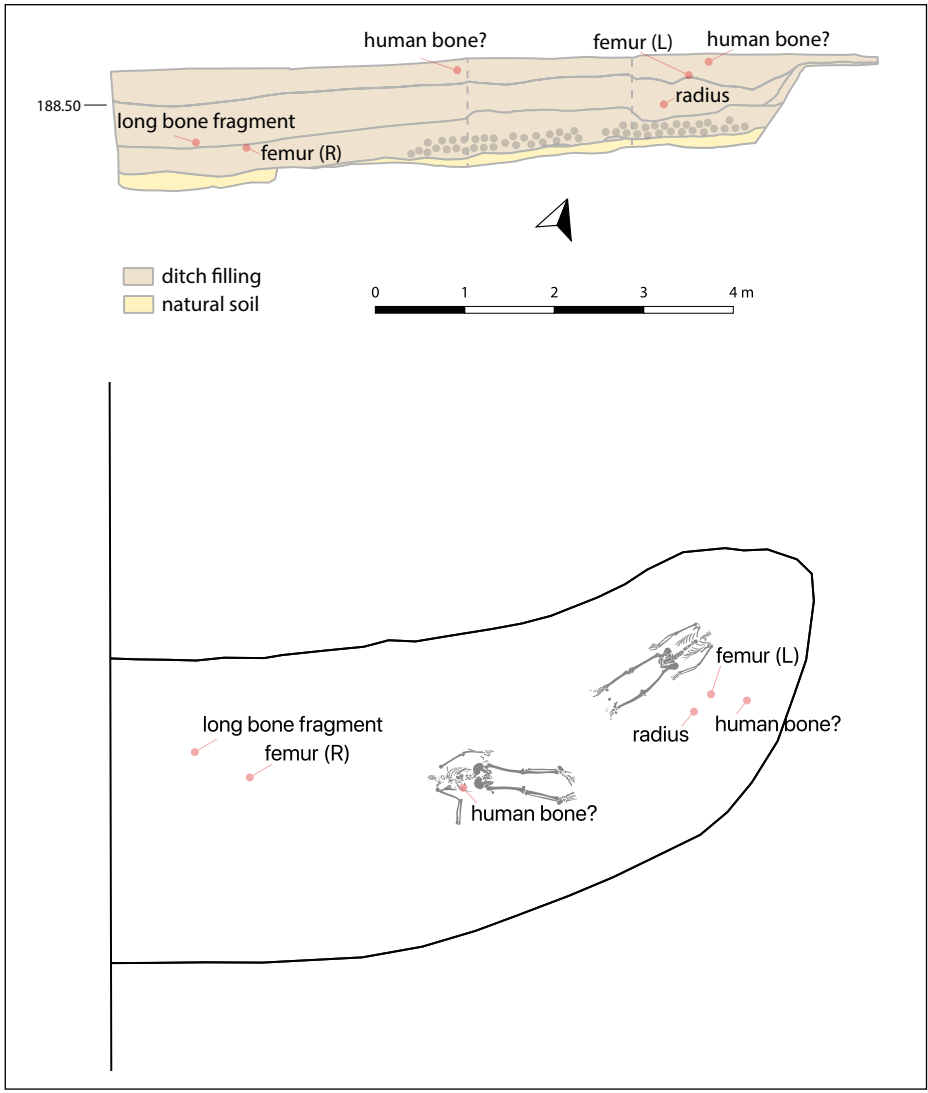 human bone?
femur (L)
human bone?
radius
188.50
long bone fragment
femur (R)
ditch filling
natural soil
0 1 2 3 4 m
femur (L)
long bone fragment
human bone?
radius
femur (R)
human bone?